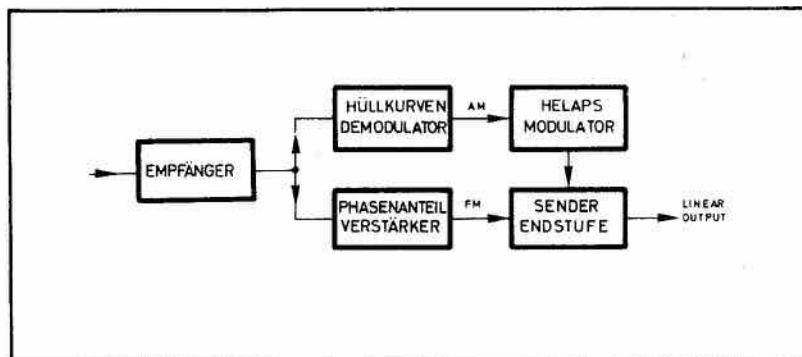 EMPFÄNGER
HÜLLKURVEN
DEMODULATOR
AM
HELAPS
MODULATOR
PHASENANTEIL
VERSTÄRKER
FM
SENDER
ENDSTUFE
LINEAR
OUTPUT